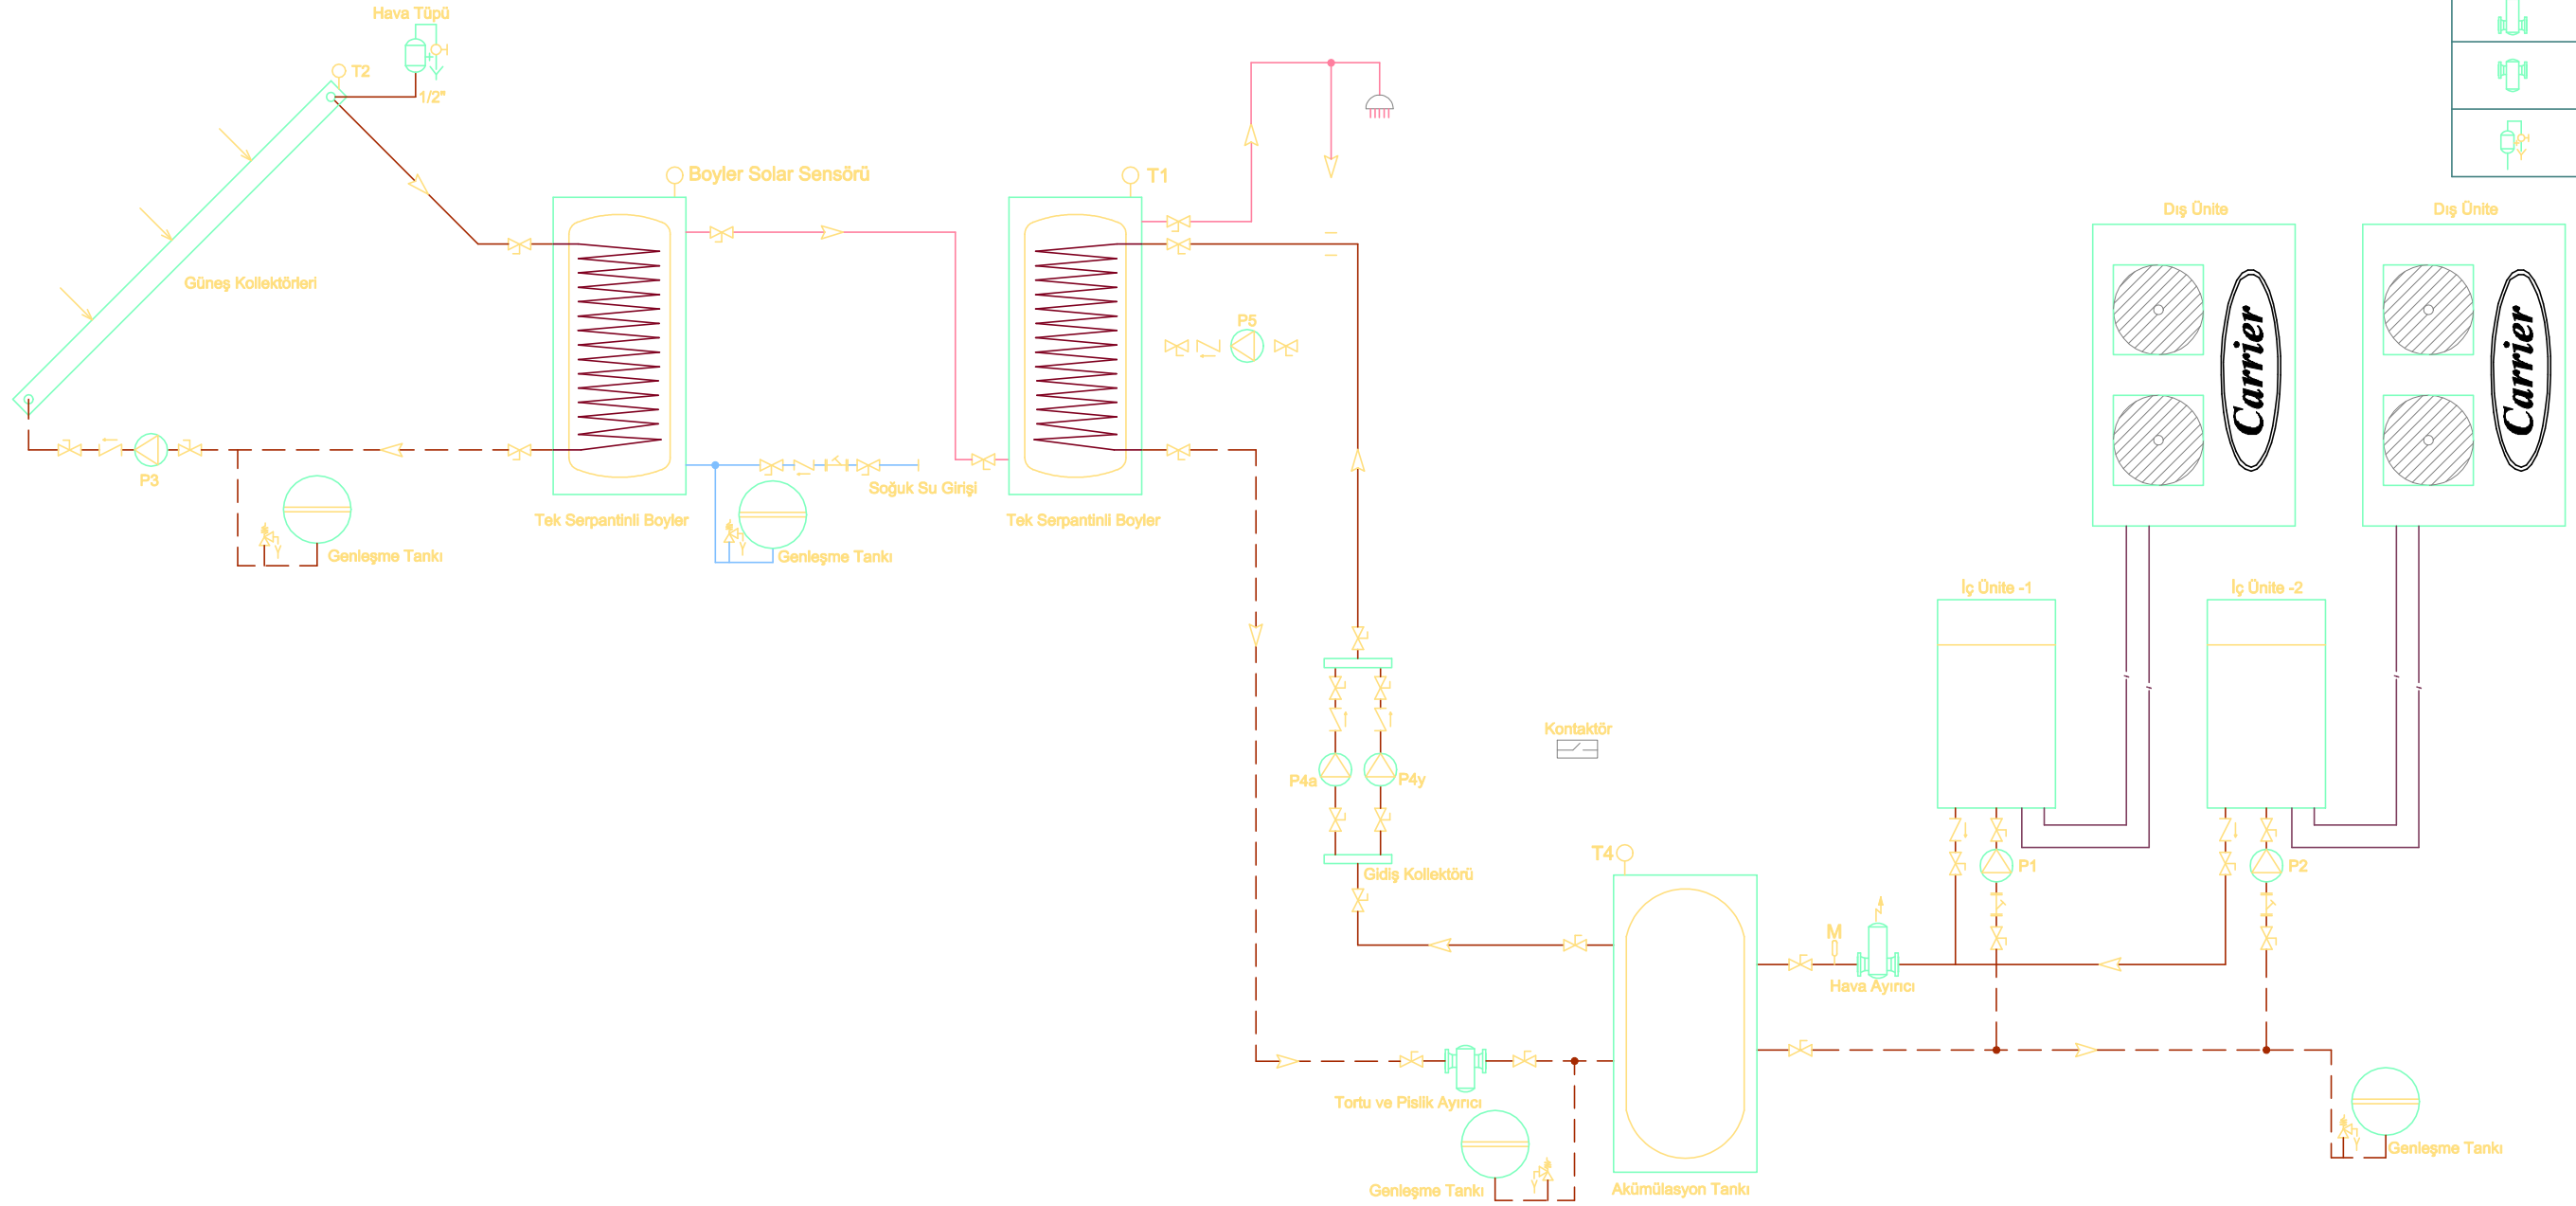 Hava Tüpü
T2
1/2"
Boyler Solar Sensörü
T1
Dış Ünite
Dış Ünite
Güneş Kollektörleri
P5
Carrier
Carrier
P3
Soğuk Su Girişi
Tek Serpantinli Boyler
Tek Serpantinli Boyler
Genleşme Tankı
Genleşme Tankı
İç Ünite -1
İç Ünite -2
Kontaktör
P4a
P4y
T4
Gidiş Kollektörü
P1
P2
M
Hava Ayırıcı
Tortu ve Pislik Ayırıcı
Genleşme Tankı
Genleşme Tankı
Akümülasyon Tankı